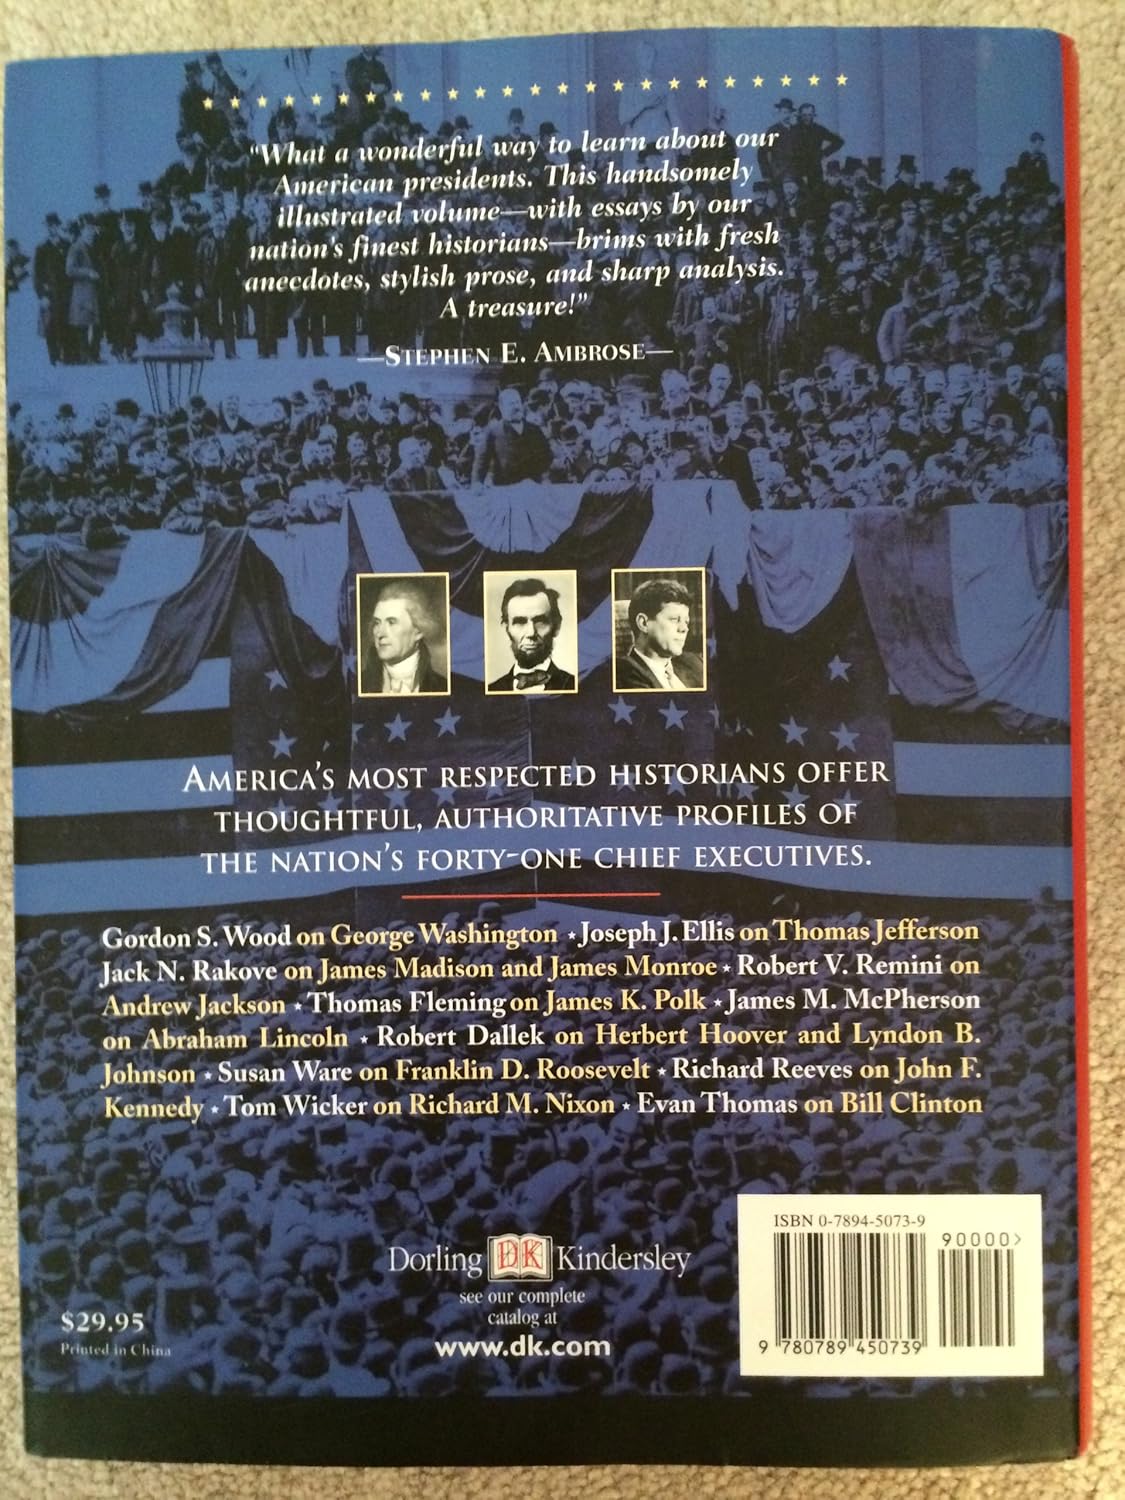 “What a wonderful way to learn about our
American presidents. This handsomely
illustrated volume—with essays by our
nation’s finest historians—brims with fresh
anecdotes, stylish prose, and sharp analysis.
A treasure!”
—STEPHEN E. AMBROSE—
AMERICA’S MOST RESPECTED HISTORIANS OFFER
THOUGHTFUL, AUTHORITATIVE PROFILES OF
THE NATION’S FORTY-ONE CHIEF EXECUTIVES.
Gordon S. Wood on George Washington ★ Joseph J. Ellis on Thomas Jefferson
Jack N. Rakove on James Madison and James Monroe ★ Robert V. Remini on
Andrew Jackson ★ Thomas Fleming on James K. Polk ★ James M. McPherson
on Abraham Lincoln ★ Robert Dallek on Herbert Hoover and Lyndon B.
Johnson ★ Susan Ware on Franklin D. Roosevelt ★ Richard Reeves on John F.
Kennedy ★ Tom Wicker on Richard M. Nixon ★ Evan Thomas on Bill Clinton
Dorling DK Kindersley
see our complete
catalog at
www.dk.com
$29.95
Printed in China
ISBN 0-7894-5073-9
90000>
9 780789 450739